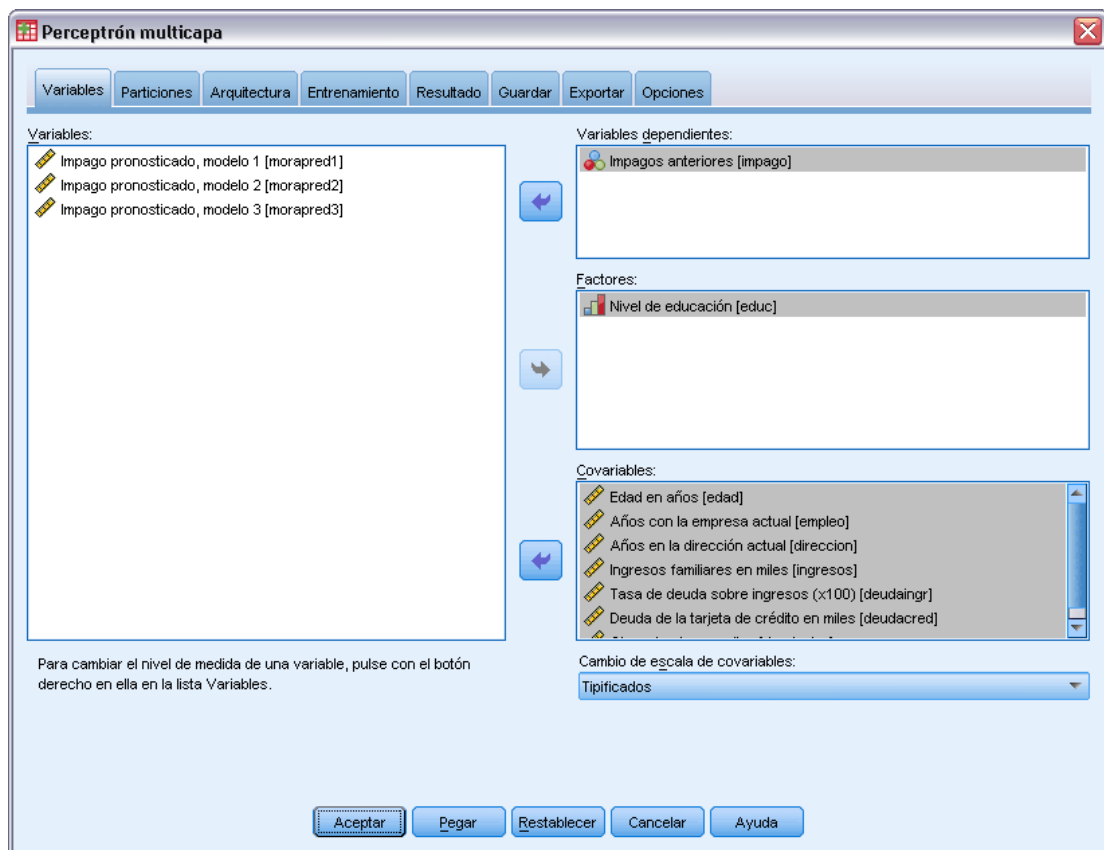 Perceptrón multicapa
Variables Particiones Arquitectura Entrenamiento Resultado Guardar Exportar Opciones
Variables:
Impago pronosticado, modelo 1 [morapred1]
Impago pronosticado, modelo 2 [morapred2]
Impago pronosticado, modelo 3 [morapred3]
Para cambiar el nivel de medida de una variable, pulse con el botón
derecho en ella en la lista Variables.
Variables dependientes:
Impagos anteriores [impago]
Factores:
Nivel de educación [educ]
Covariables:
Edad en años [edad]
Años con la empresa actual [empleo]
Años en la dirección actual [direccion]
Ingresos familiares en miles [ingresos]
Tasa de deuda sobre ingresos (x100) [deudaingr]
Deuda de la tarjeta de crédito en miles [deudacred]
Cambio de escala de covariables:
Tipificados
Aceptar Pegar Restablecer Cancelar Ayuda